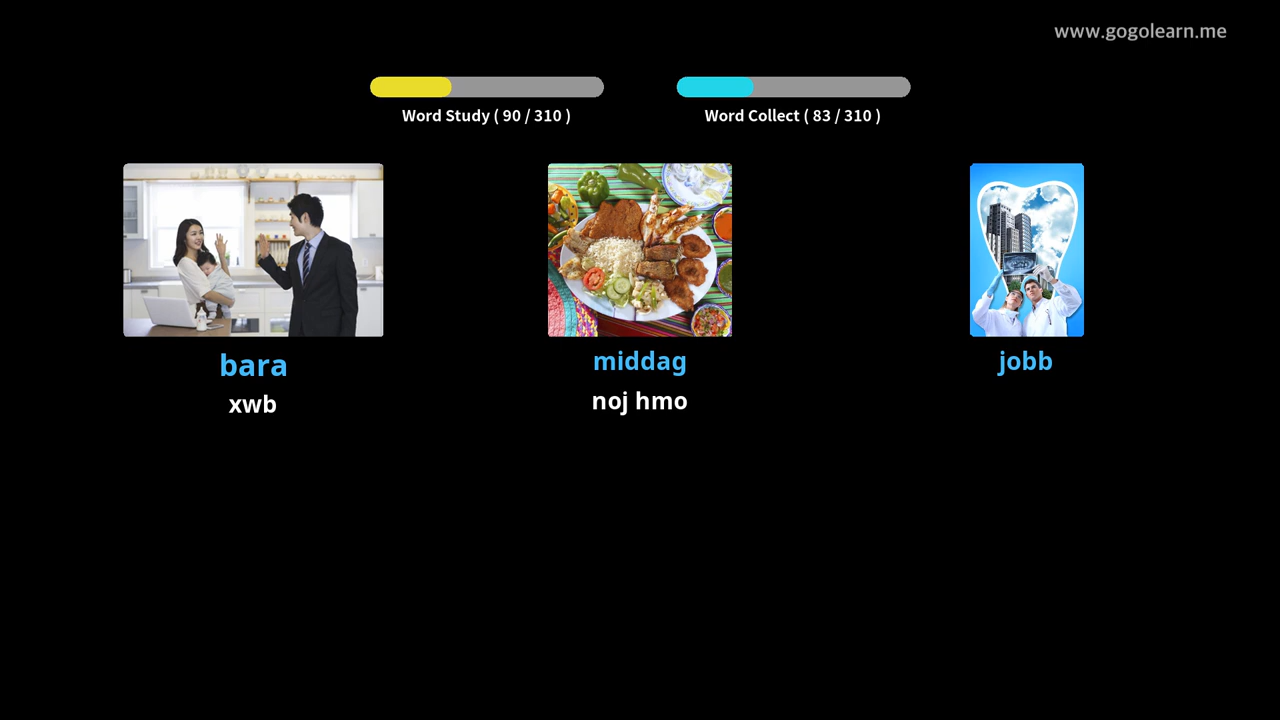 www.gogolearn.me
Word Study ( 90 / 310 )
Word Collect ( 83 / 310 )
bara
xwb
middag
noj hmo
jobb